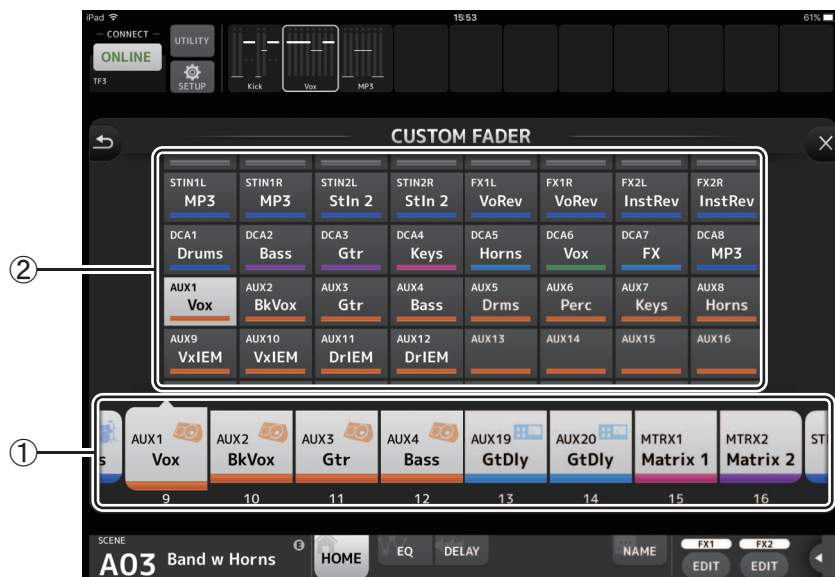 iPad 15:53 61%
CONNECT
ONLINE
TF3
UTILITY
SETUP
Kick Vox MP3
CUSTOM FADER
STIN1L STIN1R STIN2L STIN2R FX1L FX1R FX2L FX2R
MP3 MP3 StIn 2 StIn 2 VoRev VoRev InstRev InstRev
DCA1 DCA2 DCA3 DCA4 DCA5 DCA6 DCA7 DCA8
Drums Bass Gtr Keys Horns Vox FX MP3
②
AUX1 AUX2 AUX3 AUX4 AUX5 AUX6 AUX7 AUX8
Vox BkVox Gtr Bass Drms Perc Keys Horns
AUX9 AUX10 AUX11 AUX12 AUX13 AUX14 AUX15 AUX16
VxIEM VxIEM DrIEM DrIEM
①
AUX1 AUX2 AUX3 AUX4 AUX19 AUX20 MTRX1 MTRX2 STI
s Vox BkVox Gtr Bass GtDly GtDly Matrix 1 Matrix 2
9 10 11 12 13 14 15 16
SCENE
A03 Band w Horns E
HOME EQ DELAY NAME
FX1 FX2
EDIT EDIT